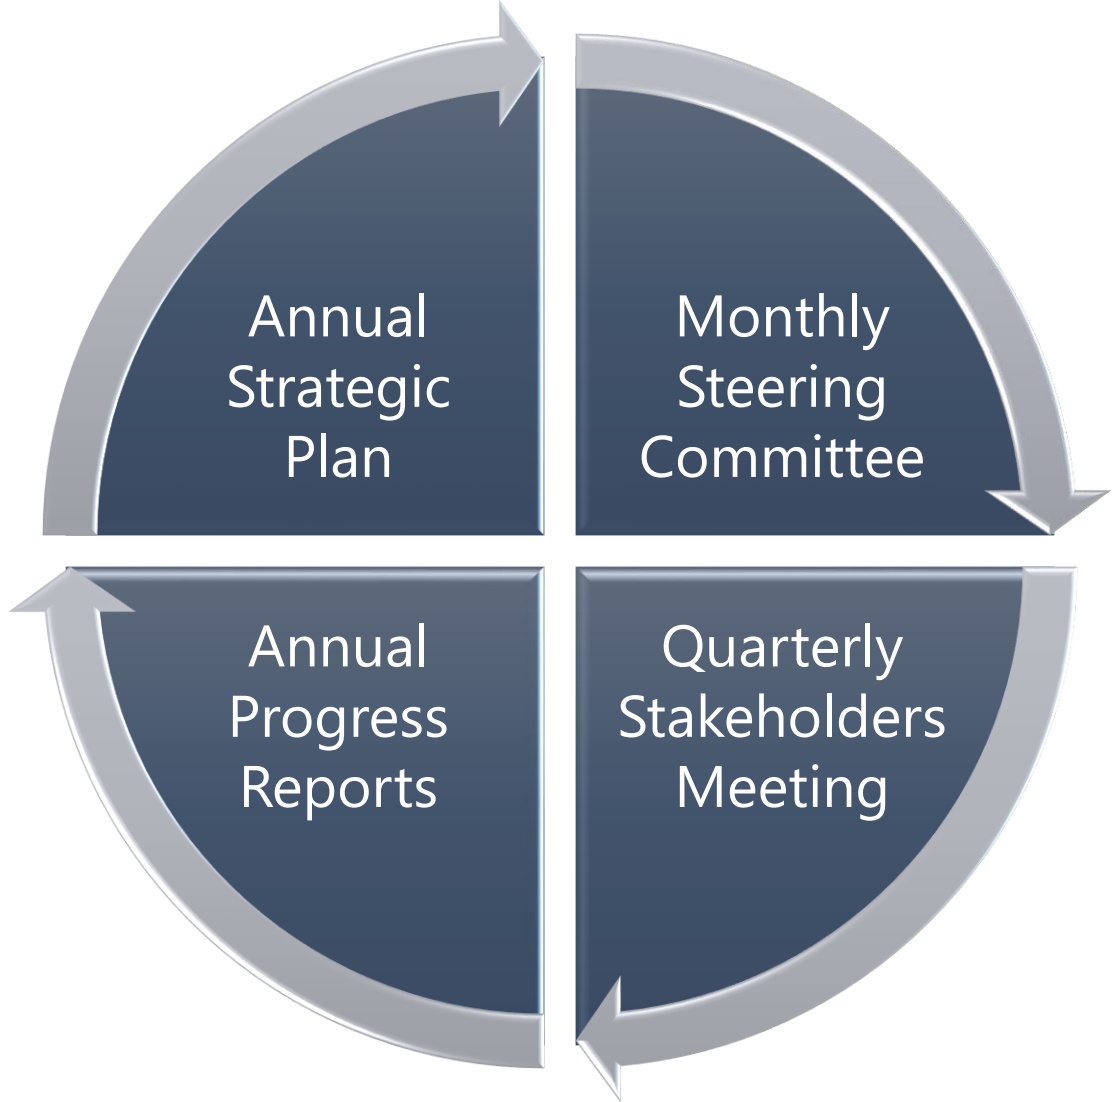 Annual
Strategic
Plan
Monthly
Steering
Committee
Annual
Progress
Reports
Quarterly
Stakeholders
Meeting